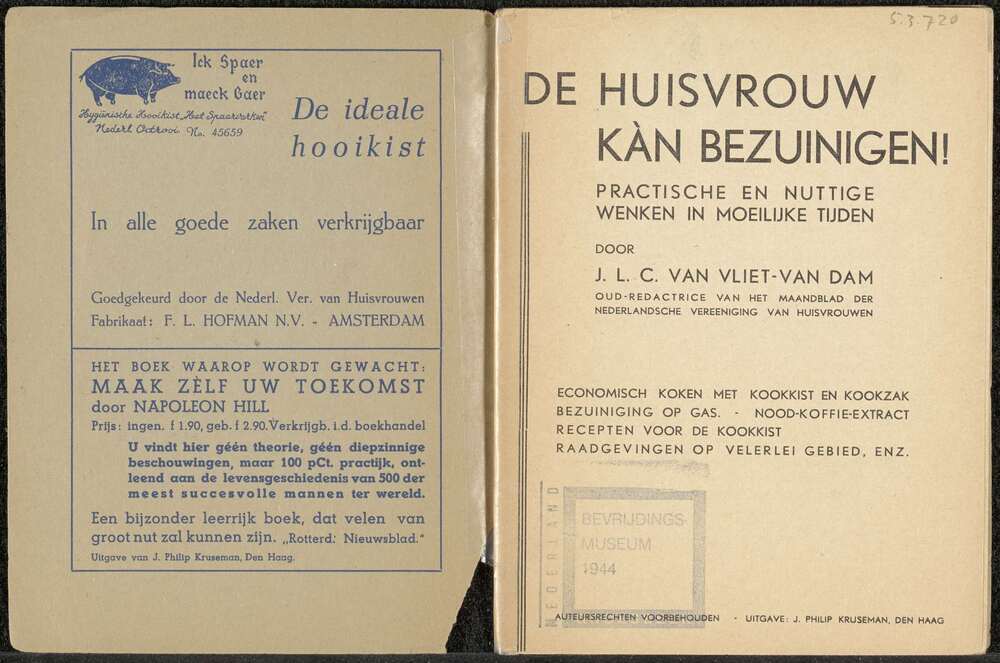 Ick Spaer
en
maeck Gaer
Hygiënische Hooikist „Het Spaarvarken”
Nederl. Octrooi No. 45659
De ideale
hooikist
In alle goede zaken verkrijgbaar
Goedgekeurd door de Nederl. Ver. van Huisvrouwen
Fabrikaat: F. L. HOFMAN N.V. - AMSTERDAM
HET BOEK WAAROP WORDT GEWACHT:
MAAK ZÈLF UW TOEKOMST
door NAPOLEON HILL
Prijs: ingen. f 1.90, geb. f 2.90. Verkrijgb. i.d. boekhandel
U vindt hier géén theorie, géén diepzinnige
beschouwingen, maar 100 pCt. practijk, ont-
leend aan de levensgeschiedenis van 500 der
meest succesvolle mannen ter wereld.
Een bijzonder leerrijk boek, dat velen van
groot nut zal kunnen zijn. „Rotterd. Nieuwsblad."
Uitgave van J. Philip Kruseman, Den Haag.
5.3.720
DE HUISVROUW
KÀN BEZUINIGEN!
PRACTISCHE EN NUTTIGE
WENKEN IN MOEILIJKE TIJDEN
DOOR
J. L. C. VAN VLIET-VAN DAM
OUD-REDACTRICE VAN HET MAANDBLAD DER
NEDERLANDSCHE VEREENIGING VAN HUISVROUWEN
ECONOMISCH KOKEN MET KOOKKIST EN KOOKZAK
BEZUINIGING OP GAS. - NOOD-KOFFIE-EXTRACT
RECEPTEN VOOR DE KOOKKIST
RAADGEVINGEN OP VELERLEI GEBIED, ENZ.
NEDERLAND
BEVRIJDINGS-
MUSEUM
1944
AUTEURSRECHTEN VOORBEHOUDEN - UITGAVE: J. PHILIP KRUSEMAN, DEN HAAG